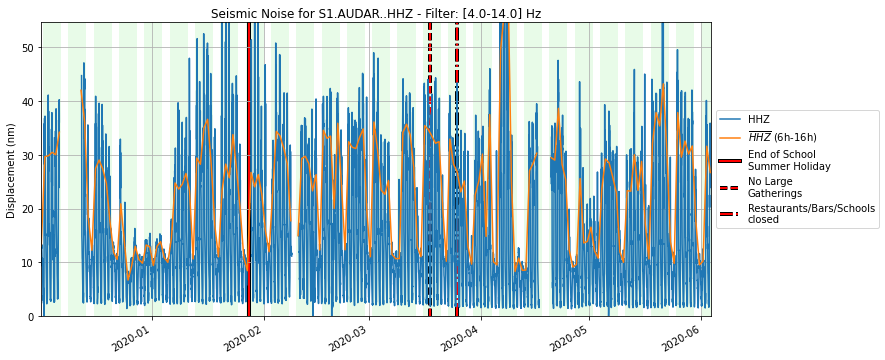 Seismic Noise for S1.AUDAR..HHZ - Filter: [4.0-14.0] Hz
Displacement (nm)
50
40
30
20
10
0
2020-01
2020-02
2020-03
2020-04
2020-05
2020-06
HHZ
HHZ (6h-16h)
End of School
Summer Holiday
No Large
Gatherings
Restaurants/Bars/Schools
closed